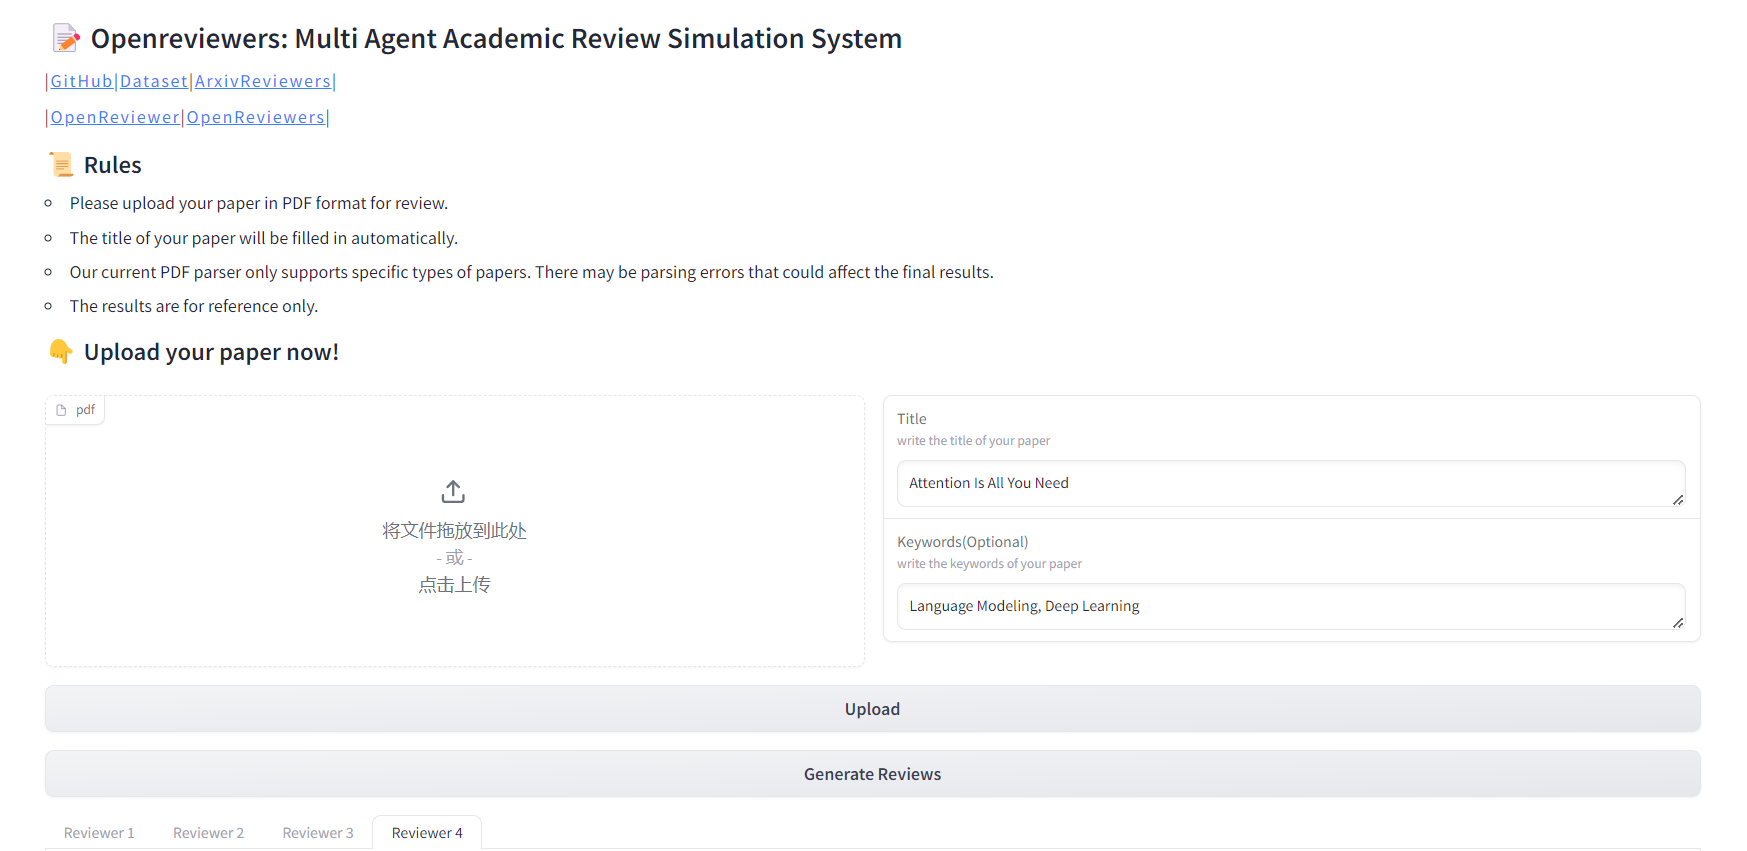 Openreviewers: Multi Agent Academic Review Simulation System
|GitHub|Dataset|ArxivReviewers|
|OpenReviewer|OpenReviewers|
Rules
Please upload your paper in PDF format for review.
The title of your paper will be filled in automatically.
Our current PDF parser only supports specific types of papers. There may be parsing errors that could affect the final results.
The results are for reference only.
Upload your paper now!
pdf
将文件拖放到此处
- 或 -
点击上传
Title
write the title of your paper
Attention Is All You Need
Keywords(Optional)
write the keywords of your paper
Language Modeling, Deep Learning
Upload
Generate Reviews
Reviewer 1 Reviewer 2 Reviewer 3 Reviewer 4